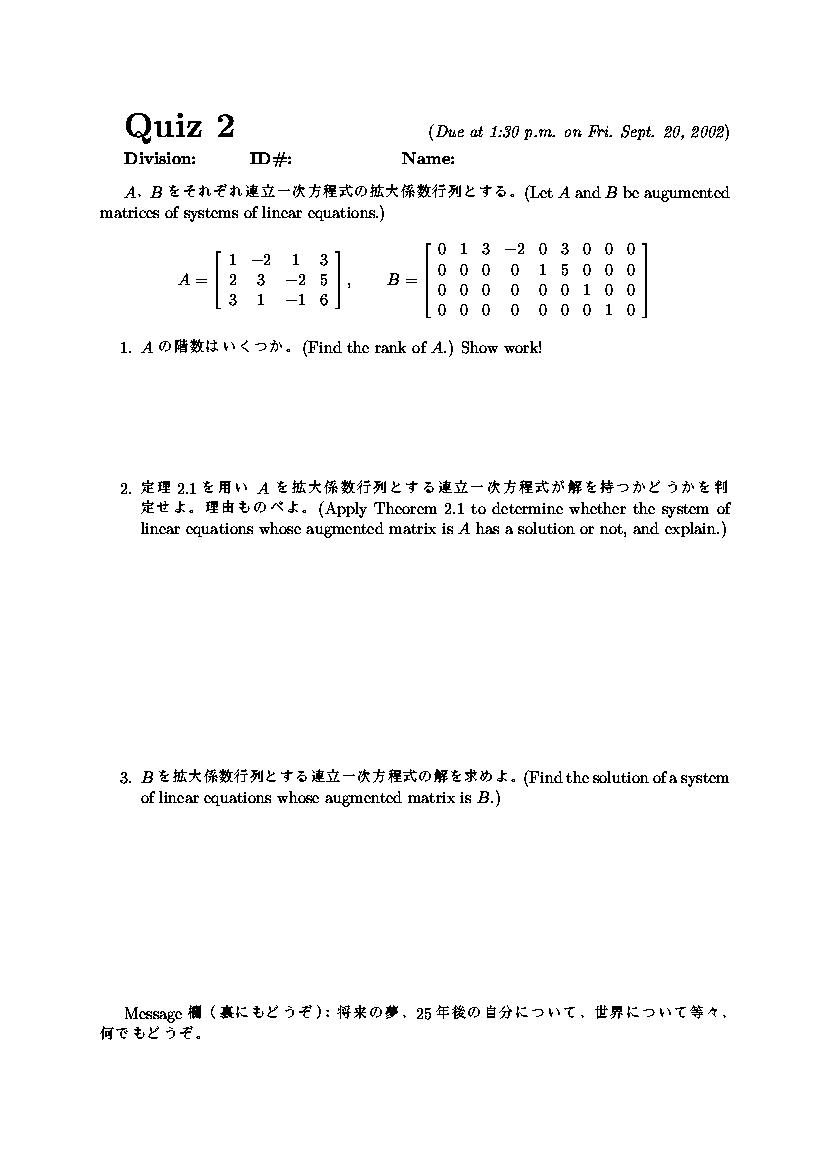 Quiz 2 (Due at 1:30 p.m. on Fri. Sept. 20, 2002)
Division: ID#: Name:
A、B をそれぞれ連立一次方程式の拡大係数行列とする。(Let A and B be augumented
matrices of systems of linear equations.)
A = [ 1 −2 1 3
2 3 −2 5
3 1 −1 6 ],
B = [ 0 1 3 −2 0 3 0 0 0
0 0 0 0 1 5 0 0 0
0 0 0 0 0 0 1 0 0
0 0 0 0 0 0 0 1 0 ]
1. A の階数はいくつか。(Find the rank of A.) Show work!
2. 定理 2.1 を用い A を拡大係数行列とする連立一次方程式が解を持つかどうかを判
定せよ。理由ものべよ。(Apply Theorem 2.1 to determine whether the system of
linear equations whose augmented matrix is A has a solution or not, and explain.)
3. B を拡大係数行列とする連立一次方程式の解を求めよ。(Find the solution of a system
of linear equations whose augmented matrix is B.)
Message 欄（裏にもどうぞ）：将来の夢、25 年後の自分について、世界について等々、
何でもどうぞ。